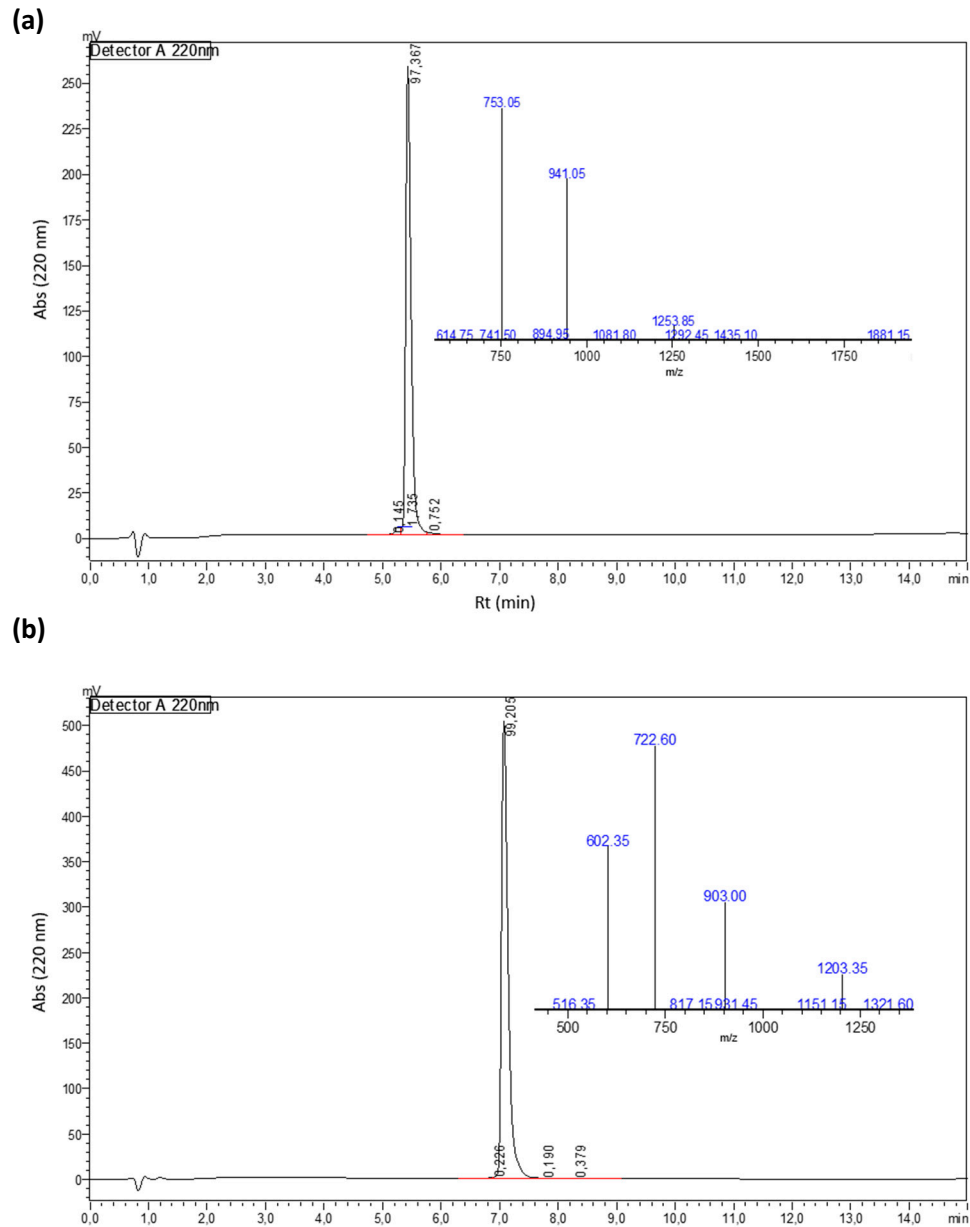 (a)
mV
Detector A 220nm
97,367
250
225
200
175
150
125
100
75
50
25
0
Abs (220 nm)
753.05
941.05
1253.85
614.75 741.50 894.95 1081.80 1292.45 1435.10 1881.15
750 1000 1250 1500 1750
m/z
0,145
1,735
0,752
0,0 1,0 2,0 3,0 4,0 5,0 6,0 7,0 8,0 9,0 10,0 11,0 12,0 13,0 14,0 min
Rt (min)
(b)
mV
Detector A 220nm
99,205
500
450
400
350
300
250
200
150
100
50
0
Abs (220 nm)
722.60
602.35
903.00
1203.35
516.35 817.15 931.45 1151.15 1321.60
500 750 1000 1250
m/z
0,226
0,190
0,379
0,0 1,0 2,0 3,0 4,0 5,0 6,0 7,0 8,0 9,0 10,0 11,0 12,0 13,0 14,0 min